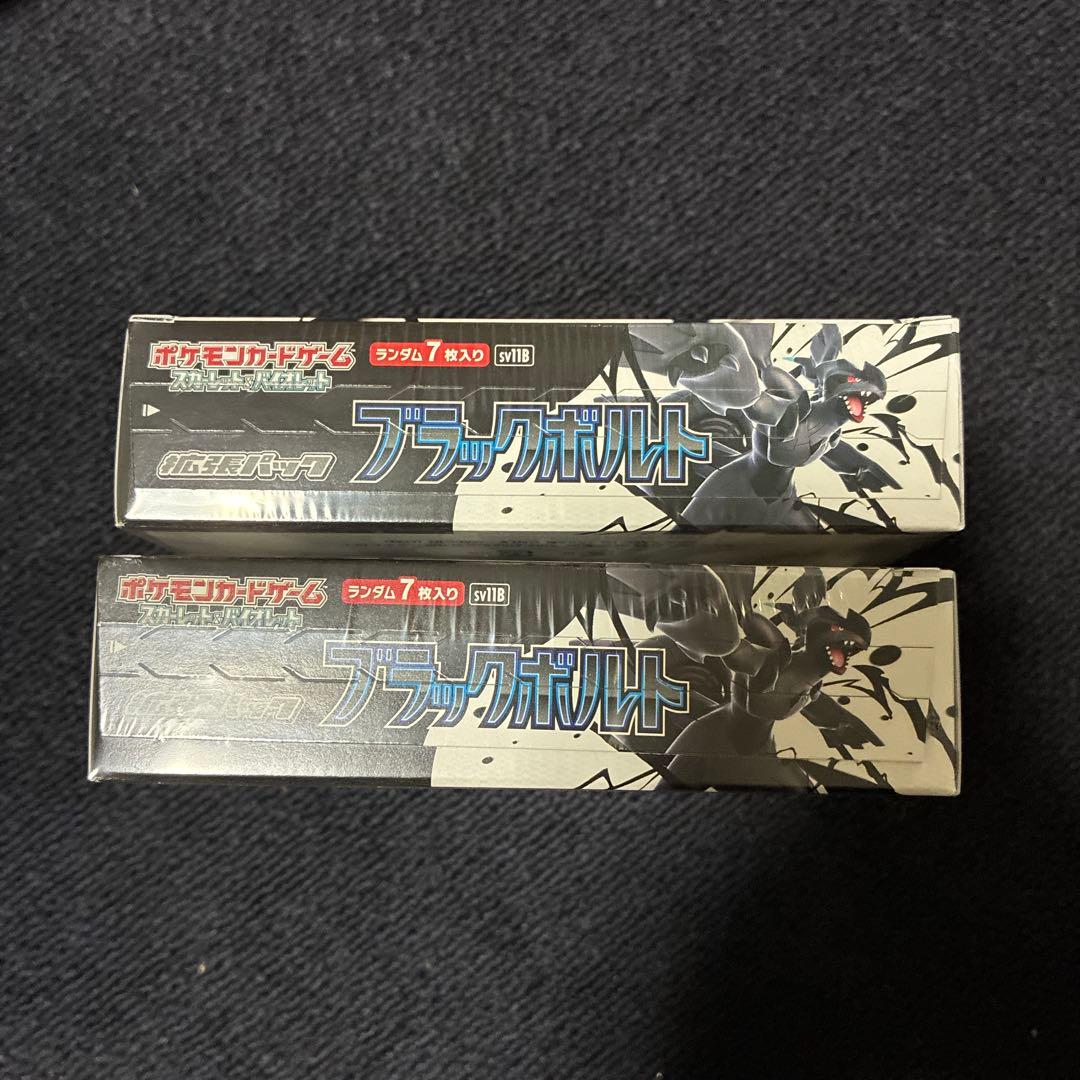 ポケモンカードゲーム
スカーレット&バイオレット
ランダム7枚入り
sv11B
拡張パック
ブラックボルト
ポケモンカードゲーム
スカーレット&バイオレット
ランダム7枚入り
sv11B
ブラックボルト